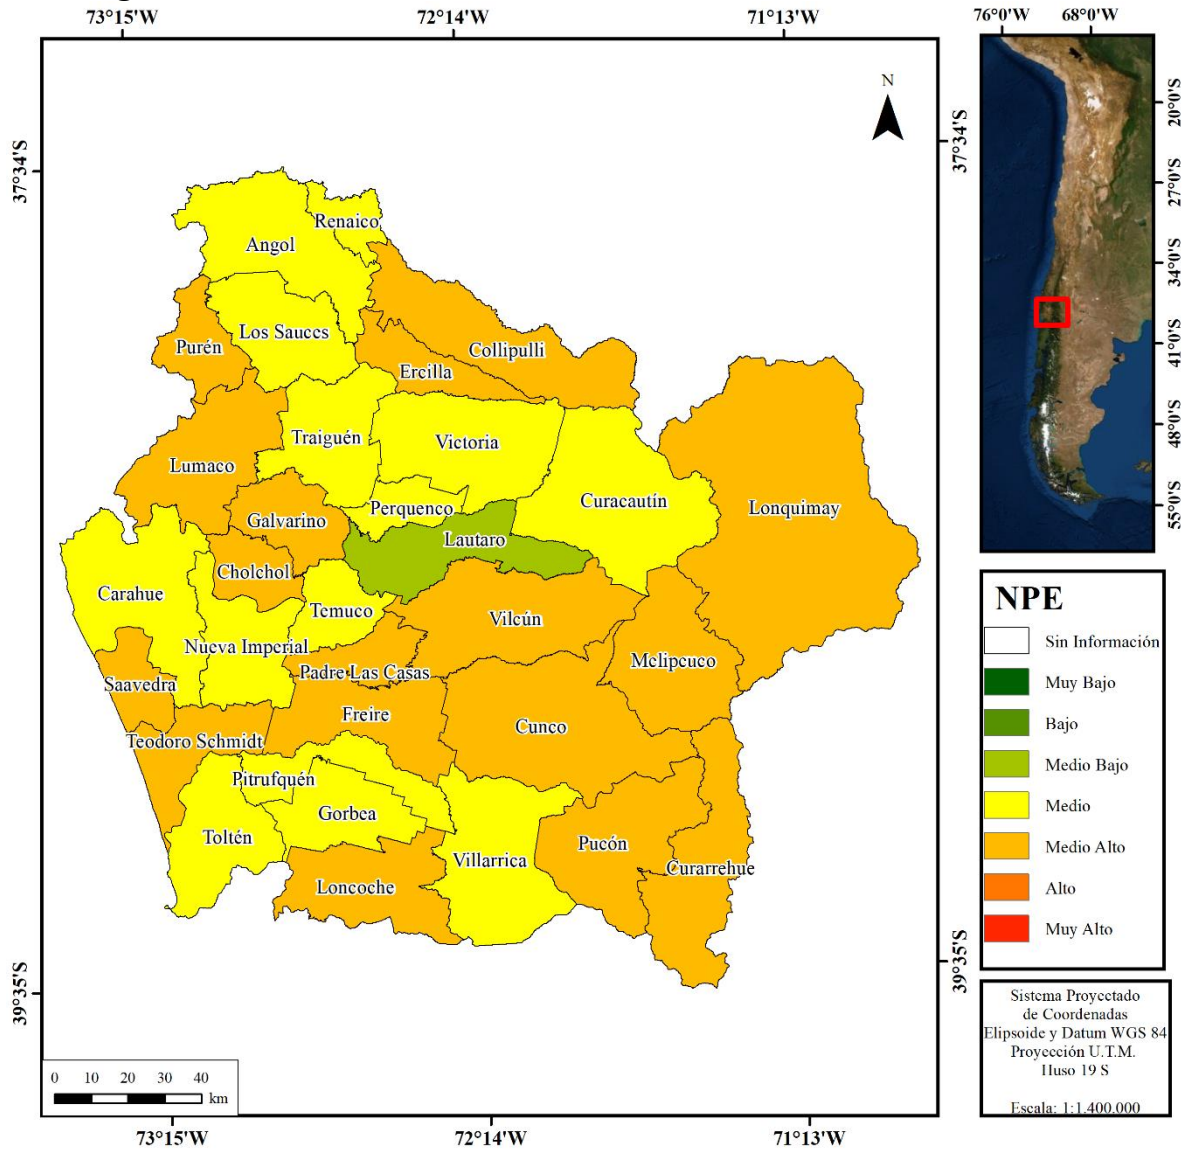 73°15'W 72°14'W 71°13'W
76°0'W 68°0'W
N
37°34'S 37°34'S
20°0'S
27°0'S
34°0'S
41°0'S
48°0'S
55°0'S
Renaico
Angol
Los Sauces
Purén
Collipulli
Ercilla
Traiguén
Victoria
Lumaco
Curacautín
Lonquimay
Perquenco
Galvarino
Lautaro
Cholchol
Carahue
Temuco
Vilcún
Nueva Imperial
Melipeuco
Padre Las Casas
Saavedra
Freire
Cunco
Teodoro Schmidt
Pitrufquén
Gorbea
Toltén
Villarrica
Pucón
Curarrehue
Loncoche
39°35'S 39°35'S
0 10 20 30 40
km
73°15'W 72°14'W 71°13'W
NPE
Sin Información
Muy Bajo
Bajo
Medio Bajo
Medio
Medio Alto
Alto
Muy Alto
Sistema Proyectado
de Coordenadas
Elipsoide y Datum WGS 84
Proyección U.T.M.
Huso 19 S
Escala: 1:1.400.000